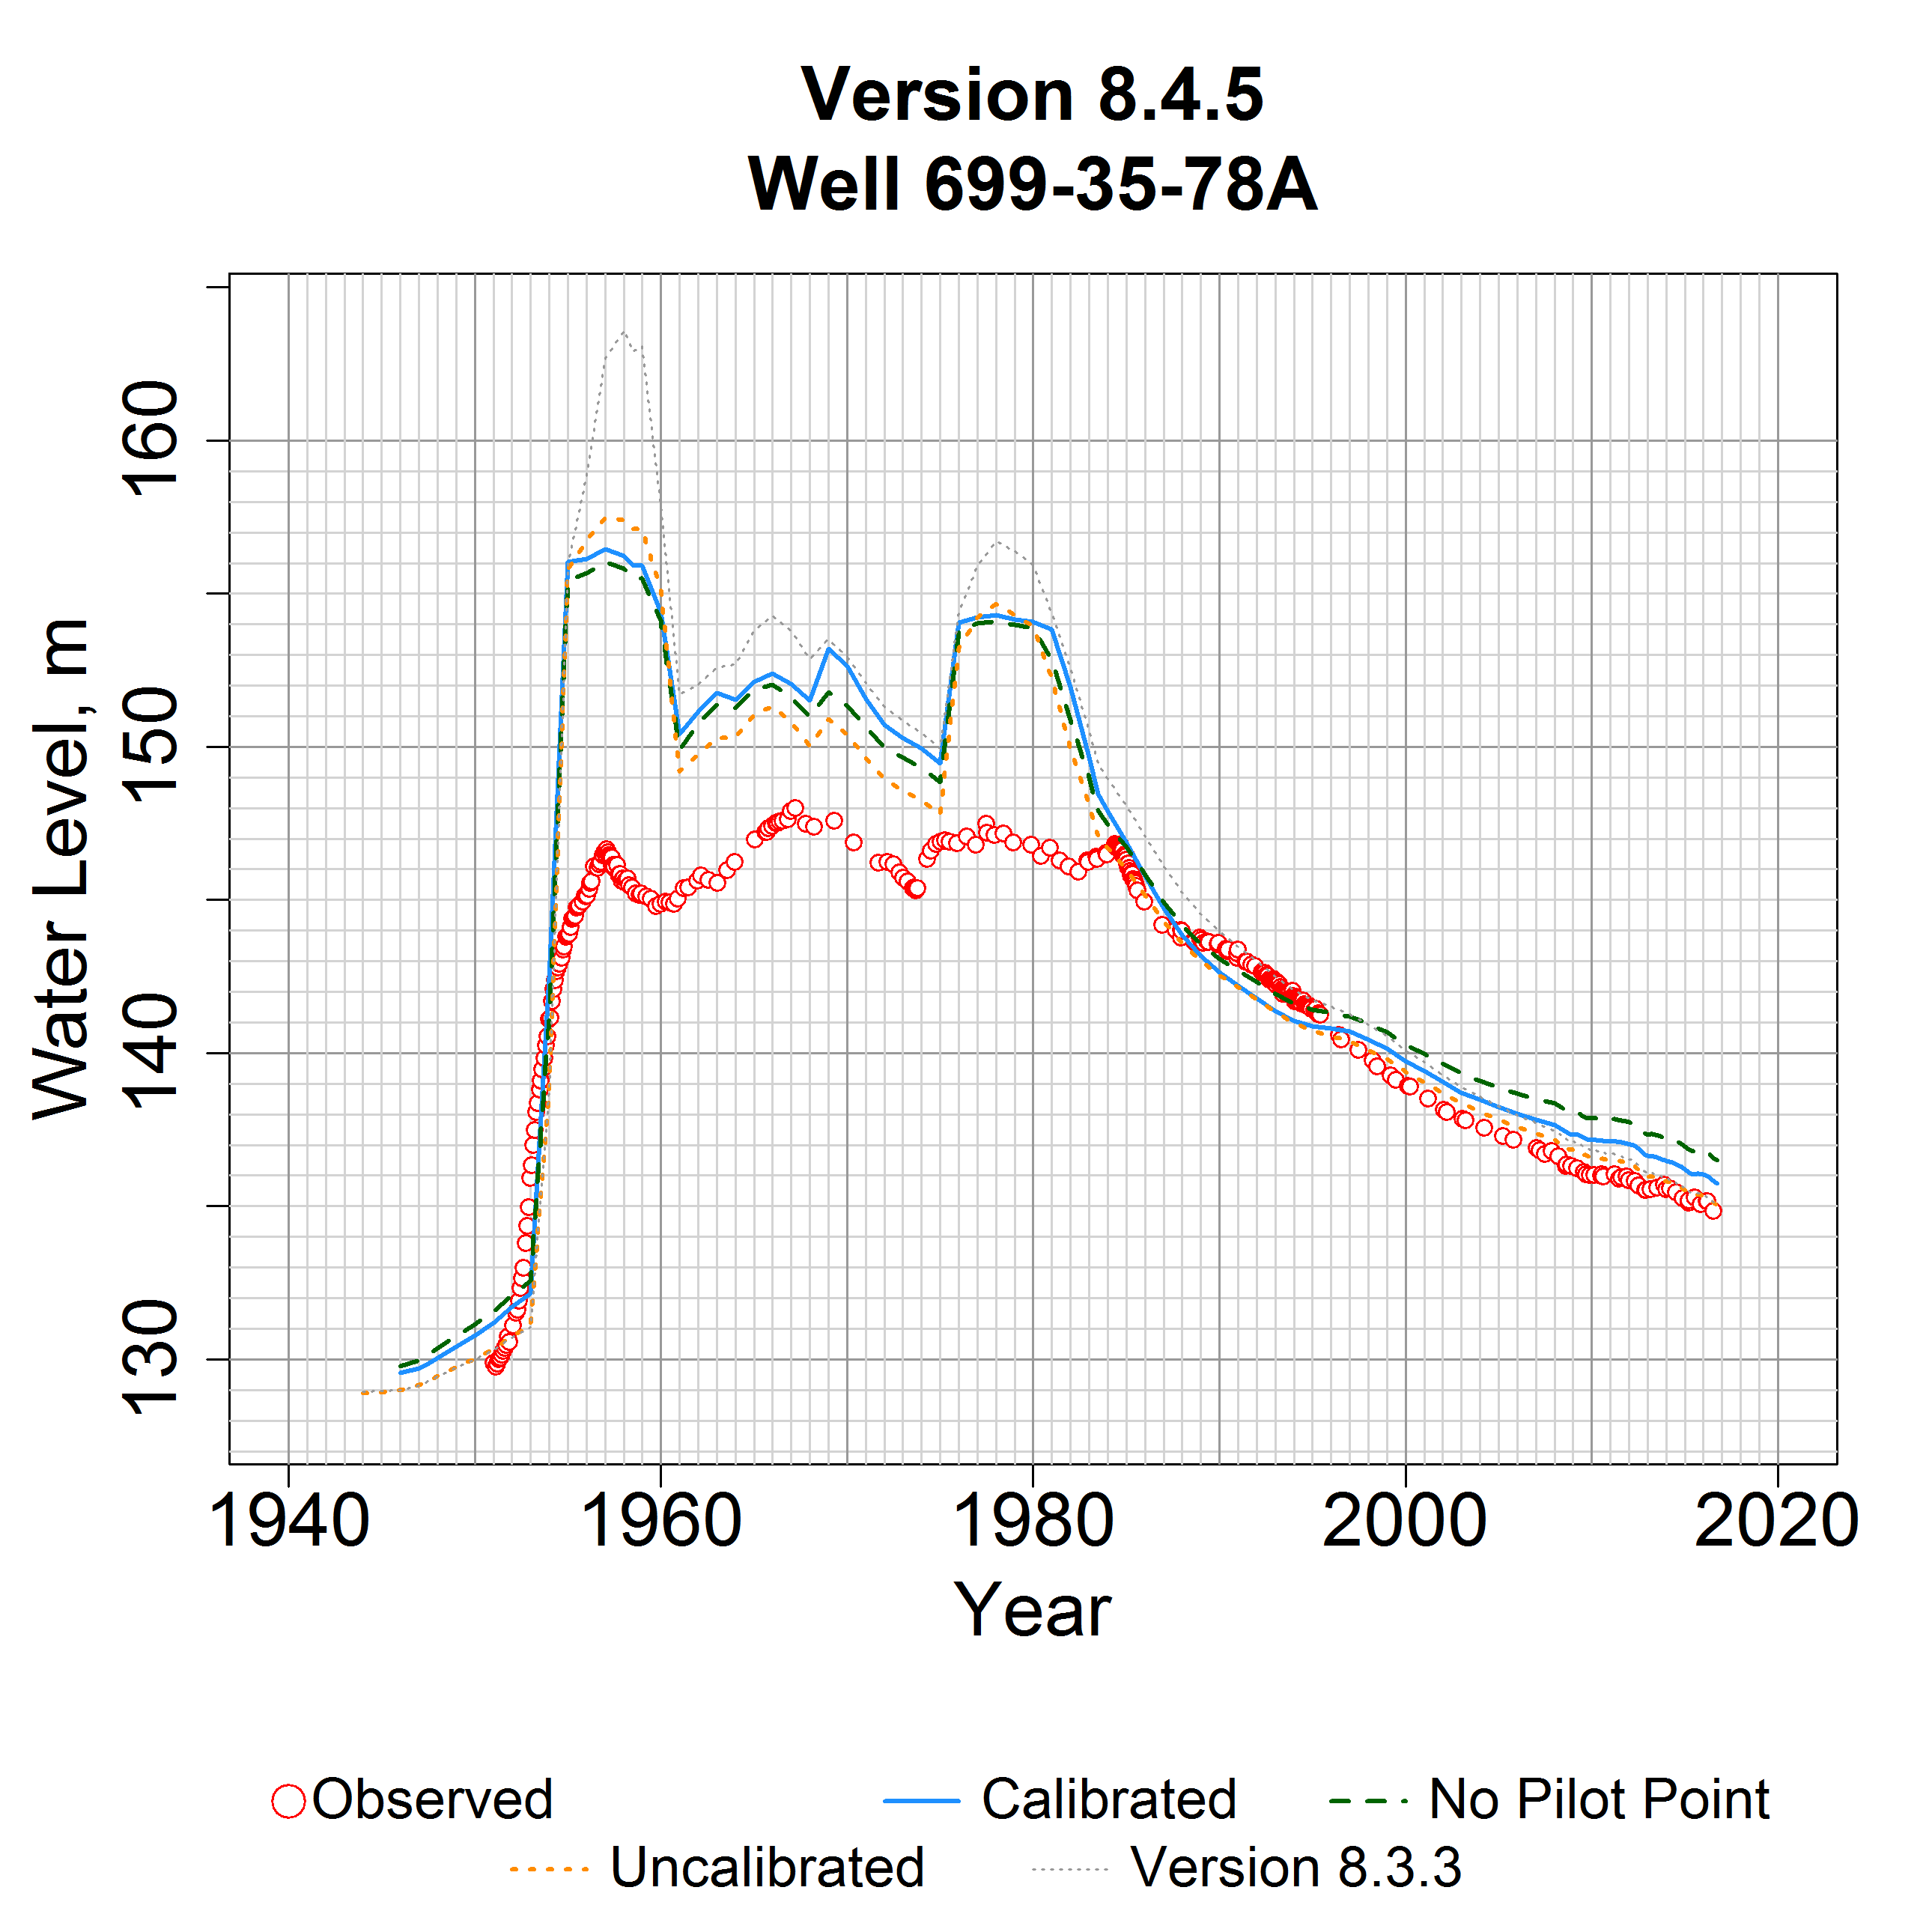 Version 8.4.5
Well 699-35-78A
Water Level, m
160
150
140
130
1940 1960 1980 2000 2020
Year
Observed Calibrated No Pilot Point
Uncalibrated Version 8.3.3